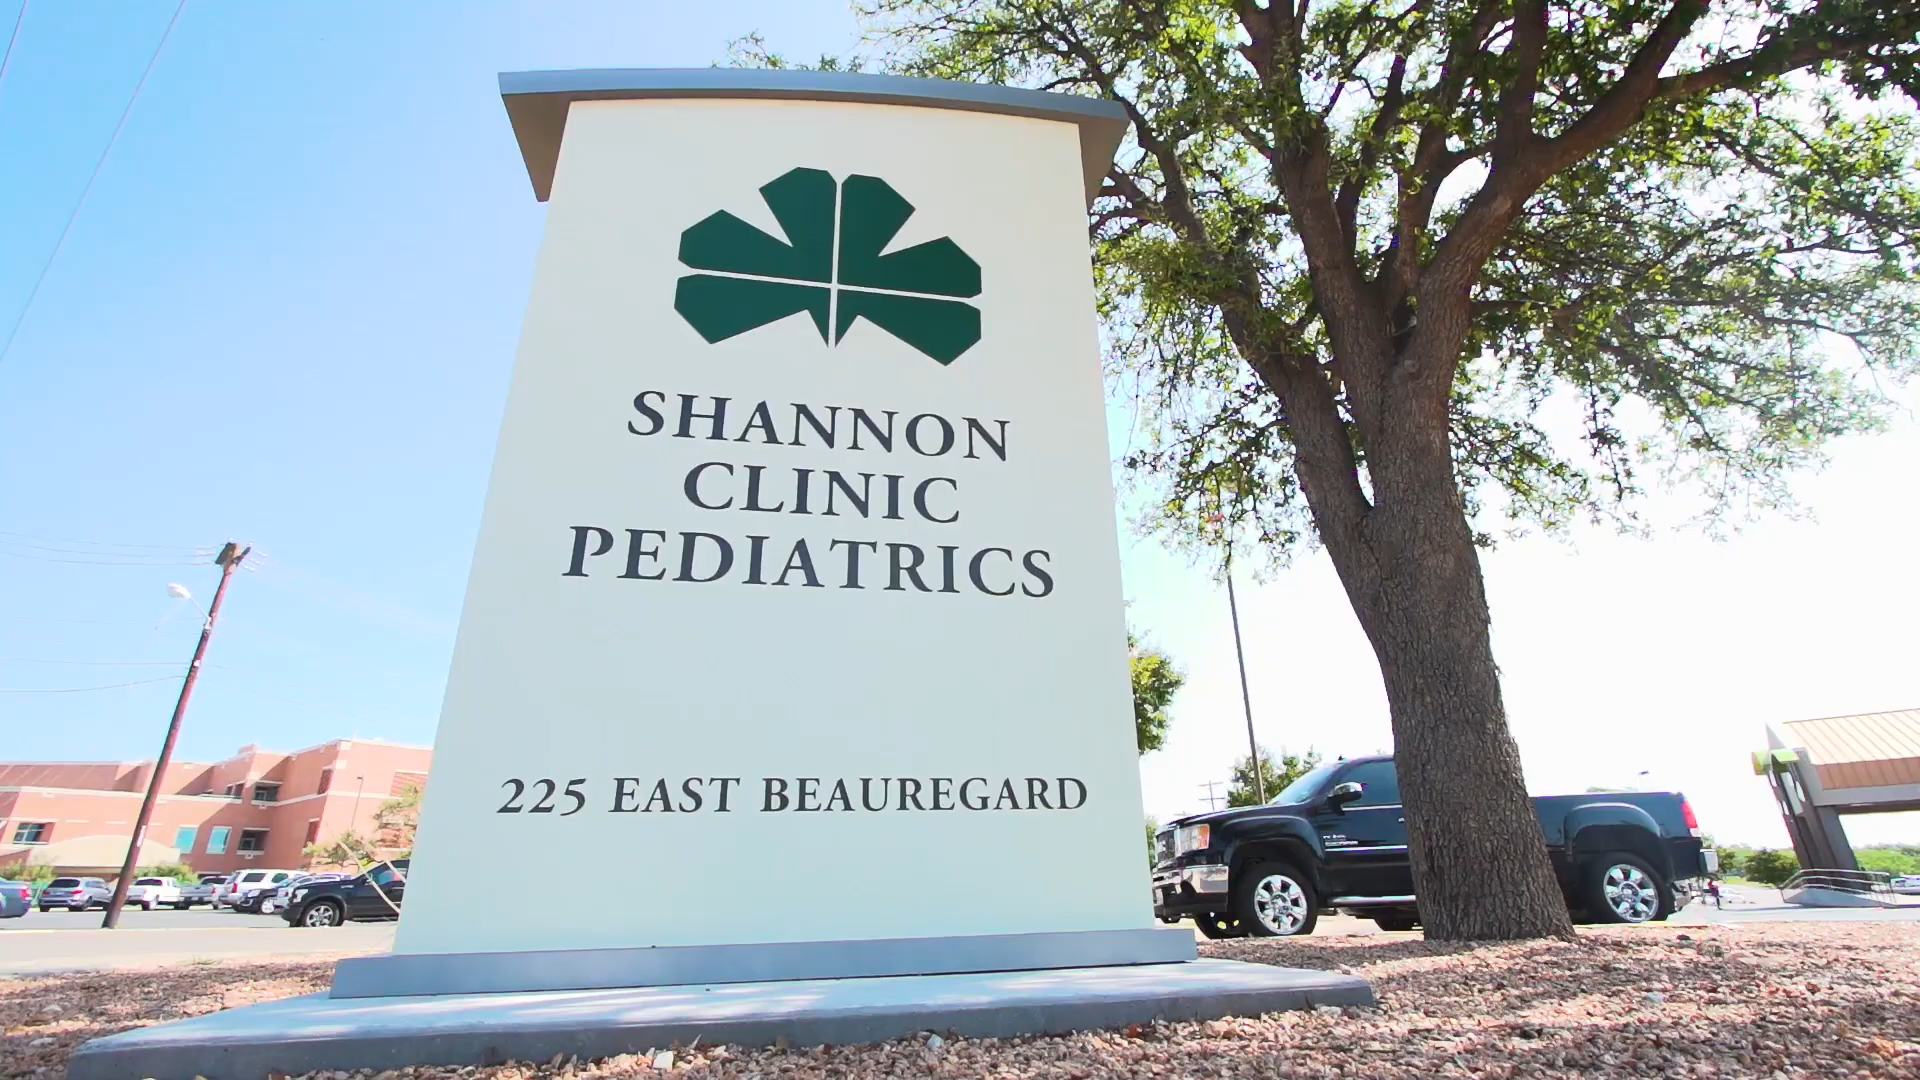 SHANNON
CLINIC
PEDIATRICS
225 EAST BEAUREGARD